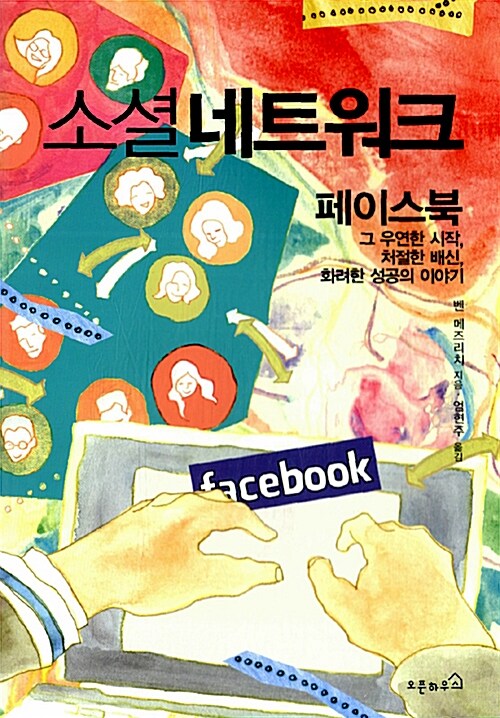 소셜네트워크
페이스북
그 우연한 시작,
처절한 배신,
화려한 성공의 이야기
벤 메즈리치 지음 · 엄현주 옮김
facebook
오픈하우스